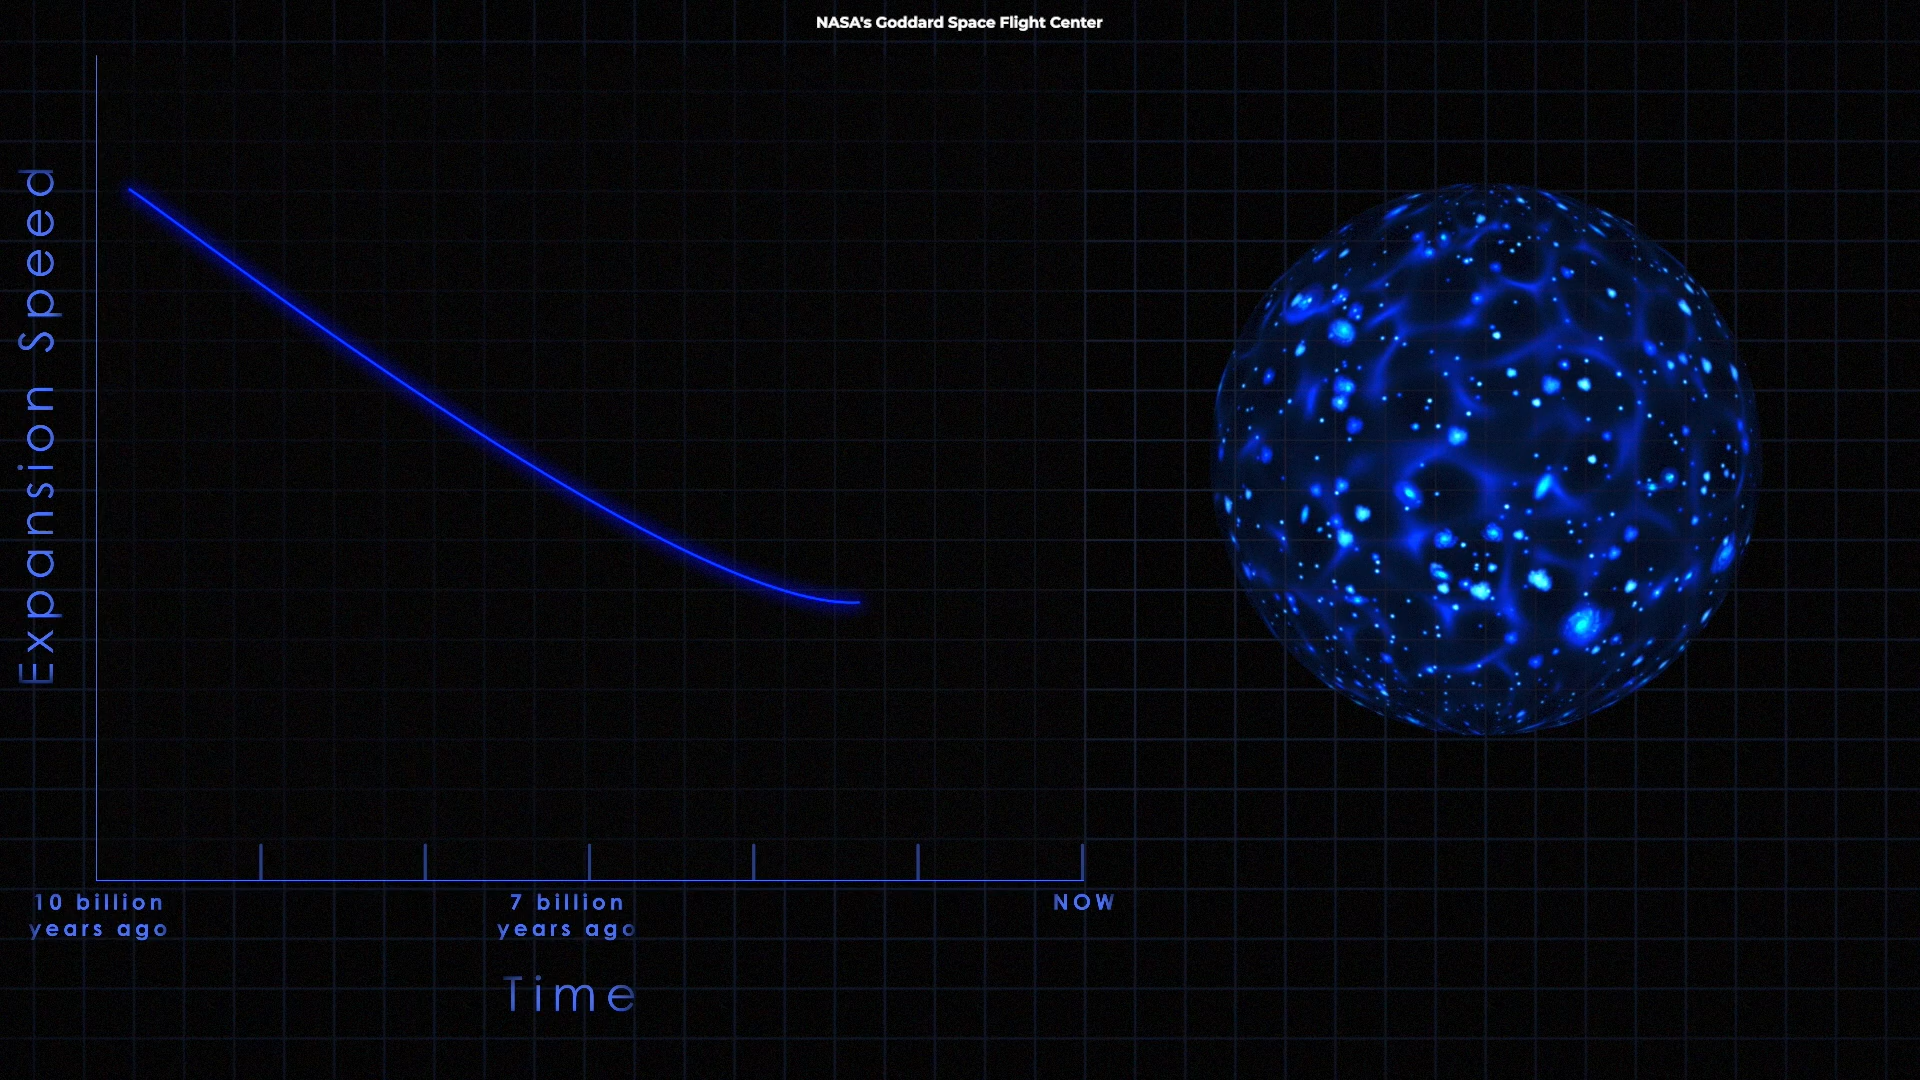 NASA's Goddard Space Flight Center
Expansion Speed
10 billion
years ago
7 billion
years ago
NOW
Time